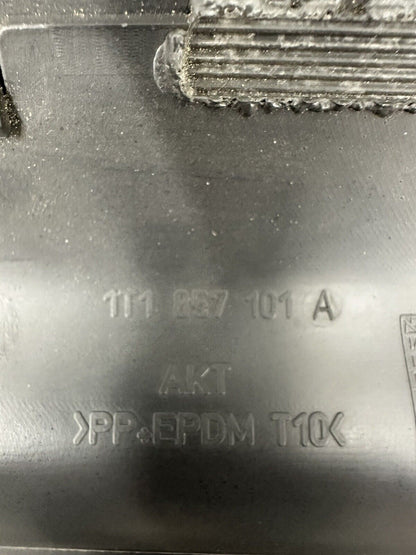 1T1 857 101 A
AKT
>PP+EPDM T10<